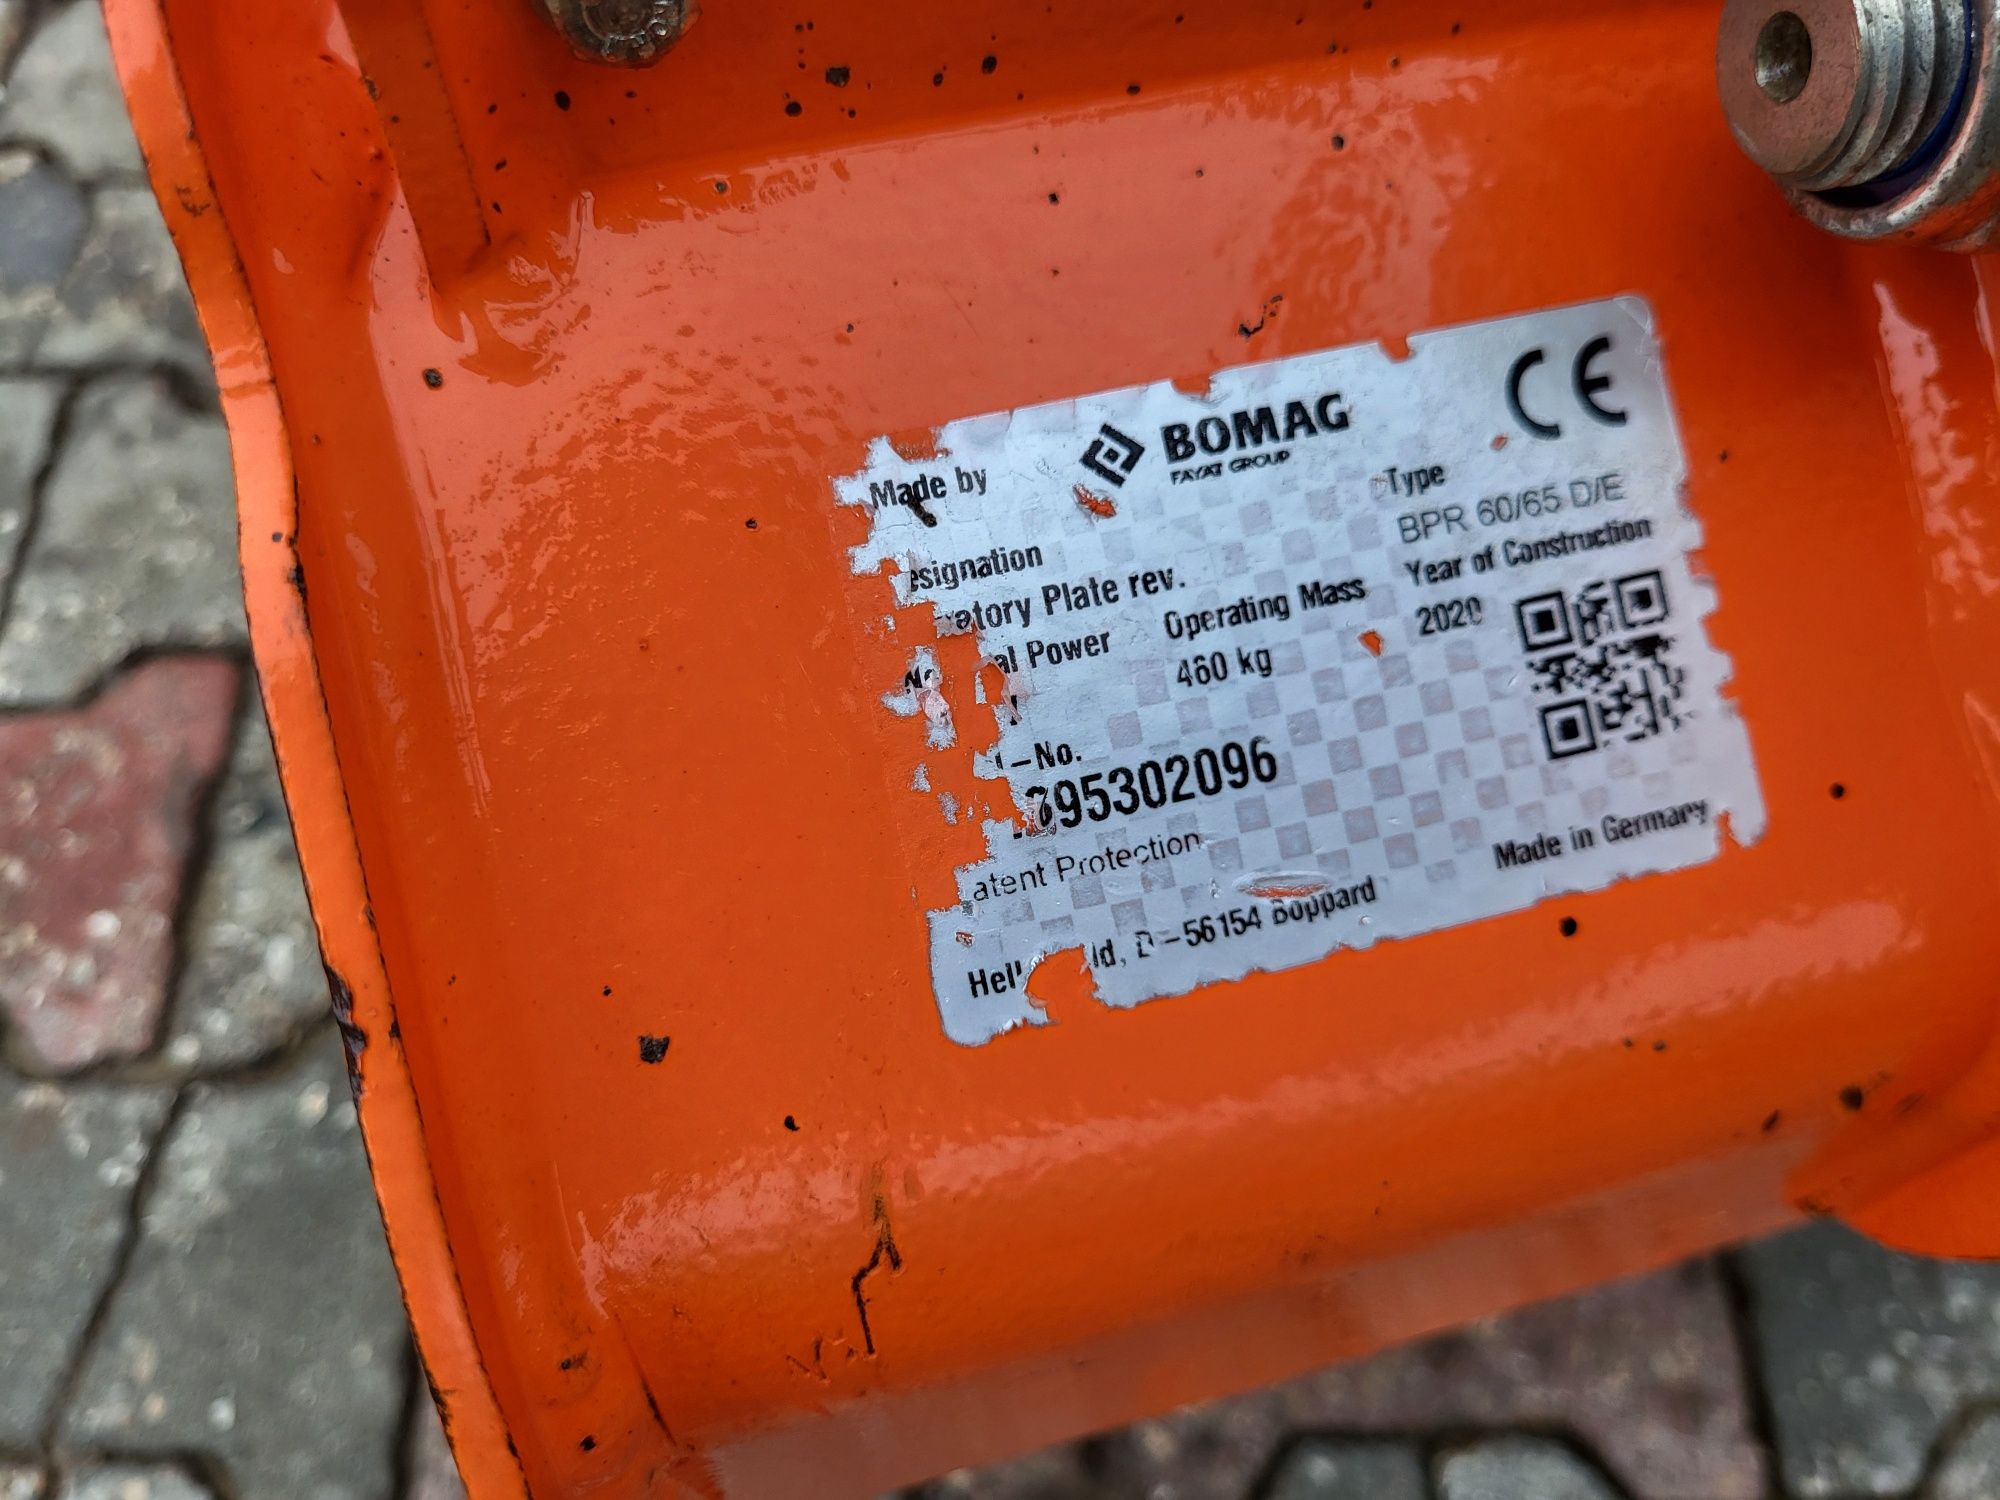 Made by
BOMAG
FAYAT GROUP
CE
esignation
Type
atory Plate rev.
BPR 60/65 D/E
al Power
Operating Mass
Year of Construction
460 kg
2020
-No.
95302096
atent Protection
Made in Germany
D-56154 Boppard